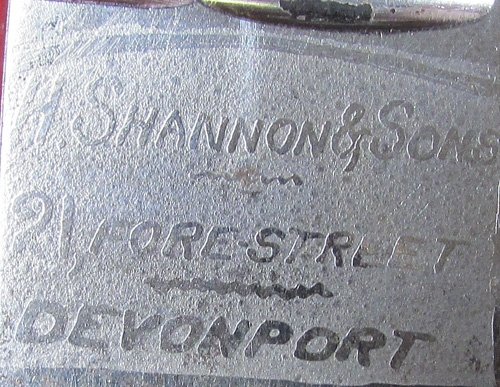 H. SHANNON & SONS
21, FORE-STREET
DEVONPORT